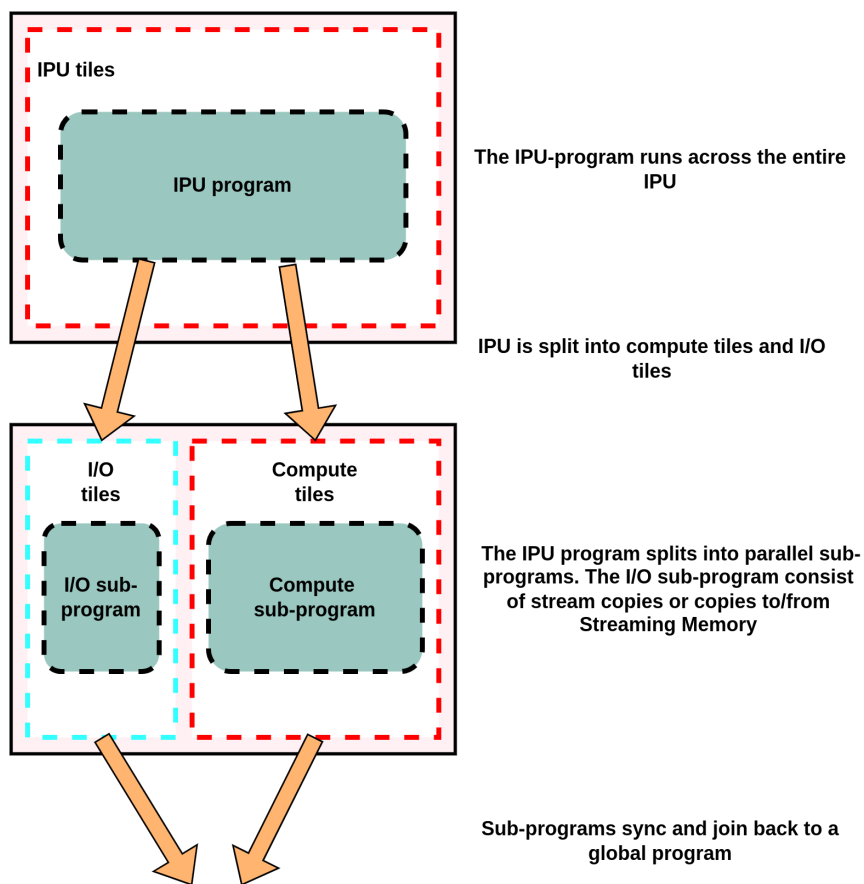 IPU tiles
IPU program
The IPU-program runs across the entire
IPU
IPU is split into compute tiles and I/O
tiles
I/O
tiles
Compute
tiles
I/O sub-
program
Compute
sub-program
The IPU program splits into parallel sub-
programs. The I/O sub-program consist
of stream copies or copies to/from
Streaming Memory
Sub-programs sync and join back to a
global program